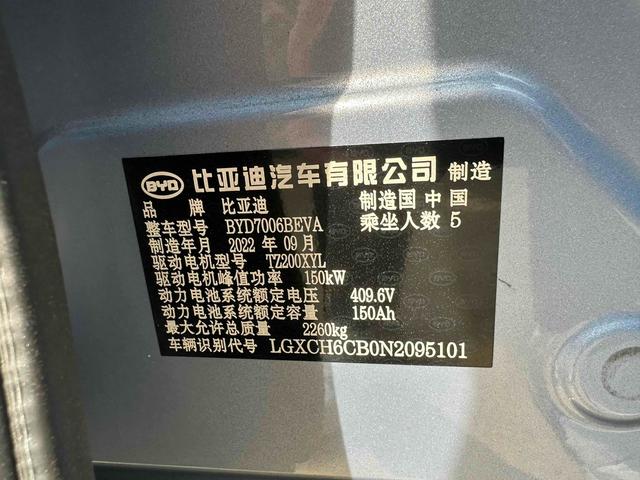 BYD 比亚迪汽车有限公司 制造
品 牌 比亚迪 制造国 中国
整车型号 BYD7006BEVA 乘坐人数 5
制造年月 2022 年 09 月
驱动电机型号 TZ200XYL
驱动电机峰值功率 150kW
动力电池系统额定电压 409.6V
动力电池系统额定容量 150Ah
最大允许总质量 2260kg
车辆识别代号 LGXCH6CB0N2095101